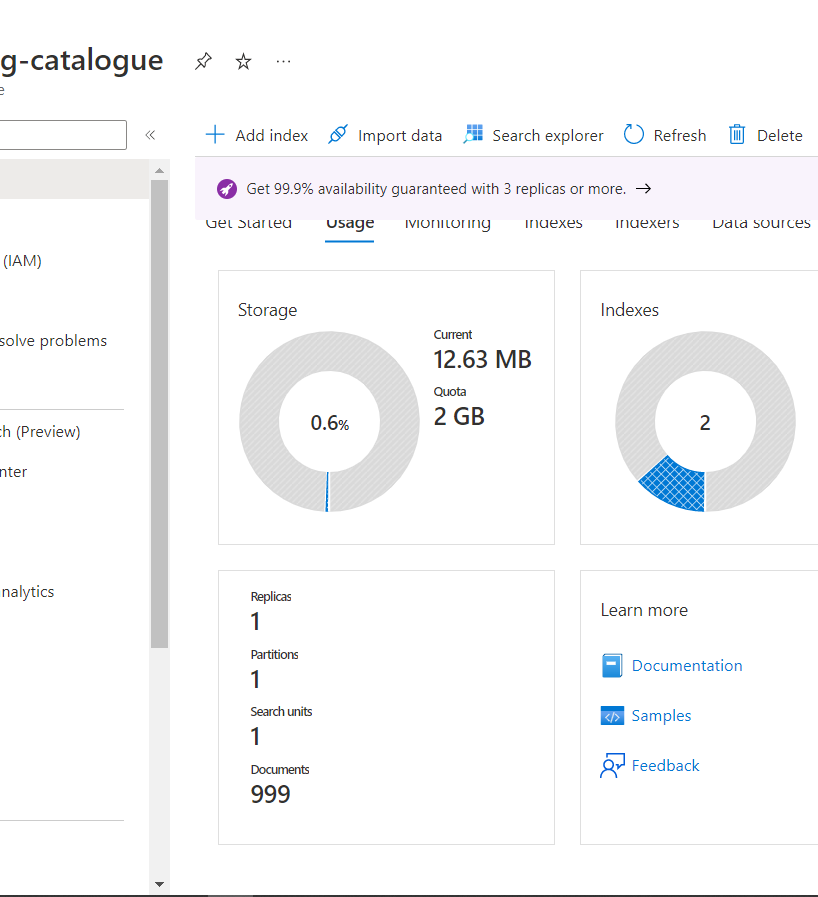 g-catalogue
e
Add index Import data Search explorer Refresh Delete
Get 99.9% availability guaranteed with 3 replicas or more.
Get Started Usage Monitoring Indexes Indexers Data sources
(IAM)
solve problems
ch (Preview)
nter
nalytics
Storage
0.6%
Current
12.63 MB
Quota
2 GB
Indexes
2
Replicas
1
Partitions
1
Search units
1
Documents
999
Learn more
Documentation
Samples
Feedback